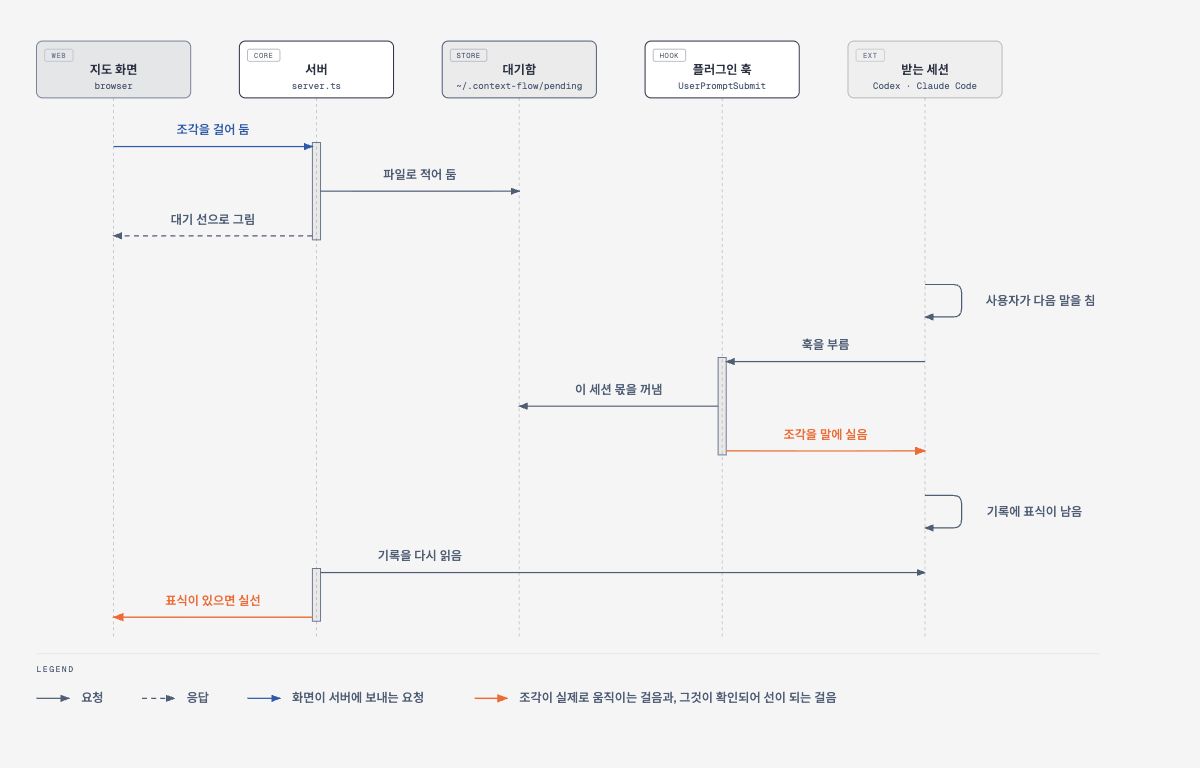 WEB
지도 화면
browser
CORE
서버
server.ts
STORE
대기함
~/.context-flow/pending
HOOK
플러그인 훅
UserPromptSubmit
EXT
받는 세션
Codex · Claude Code
조각을 걸어 둠
파일로 적어 둠
대기 선으로 그림
사용자가 다음 말을 침
훅을 부름
이 세션 몫을 꺼냄
조각을 말에 실음
기록에 표식이 남음
기록을 다시 읽음
표식이 있으면 실선
LEGEND
요청
응답
화면이 서버에 보내는 요청
조각이 실제로 움직이는 걸음과, 그것이 확인되어 선이 되는 걸음